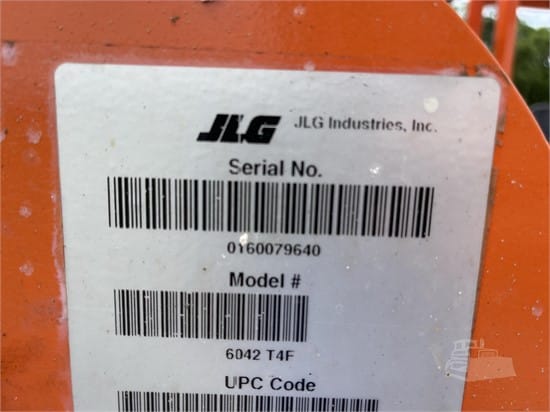 JLG JLG Industries, Inc.
Serial No.
0160079640
Model #
6042 T4F
UPC Code